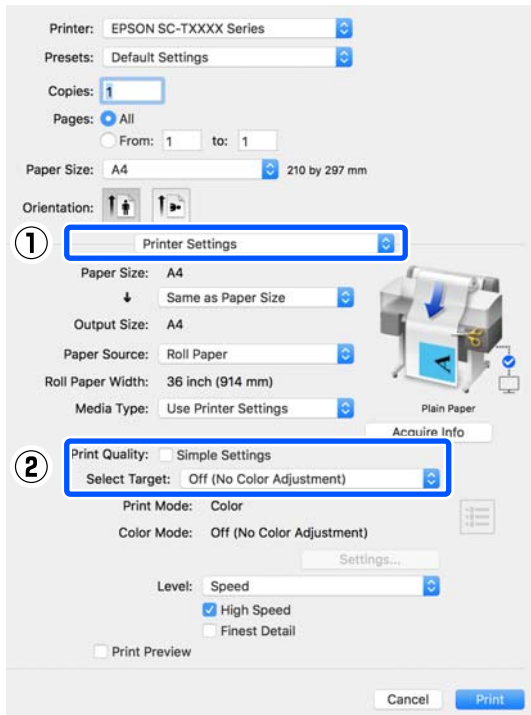 Printer: EPSON SC-TXXXX Series
Presets: Default Settings
Copies: 1
Pages: All
From: 1 to: 1
Paper Size: A4 210 by 297 mm
Orientation:
① Printer Settings
Paper Size: A4
Same as Paper Size
Output Size: A4
Paper Source: Roll Paper
Roll Paper Width: 36 inch (914 mm)
Media Type: Use Printer Settings
Plain Paper
Acquire Info
② Print Quality: Simple Settings
Select Target: Off (No Color Adjustment)
Print Mode: Color
Color Mode: Off (No Color Adjustment)
Settings...
Level: Speed
High Speed
Finest Detail
Print Preview
Cancel Print